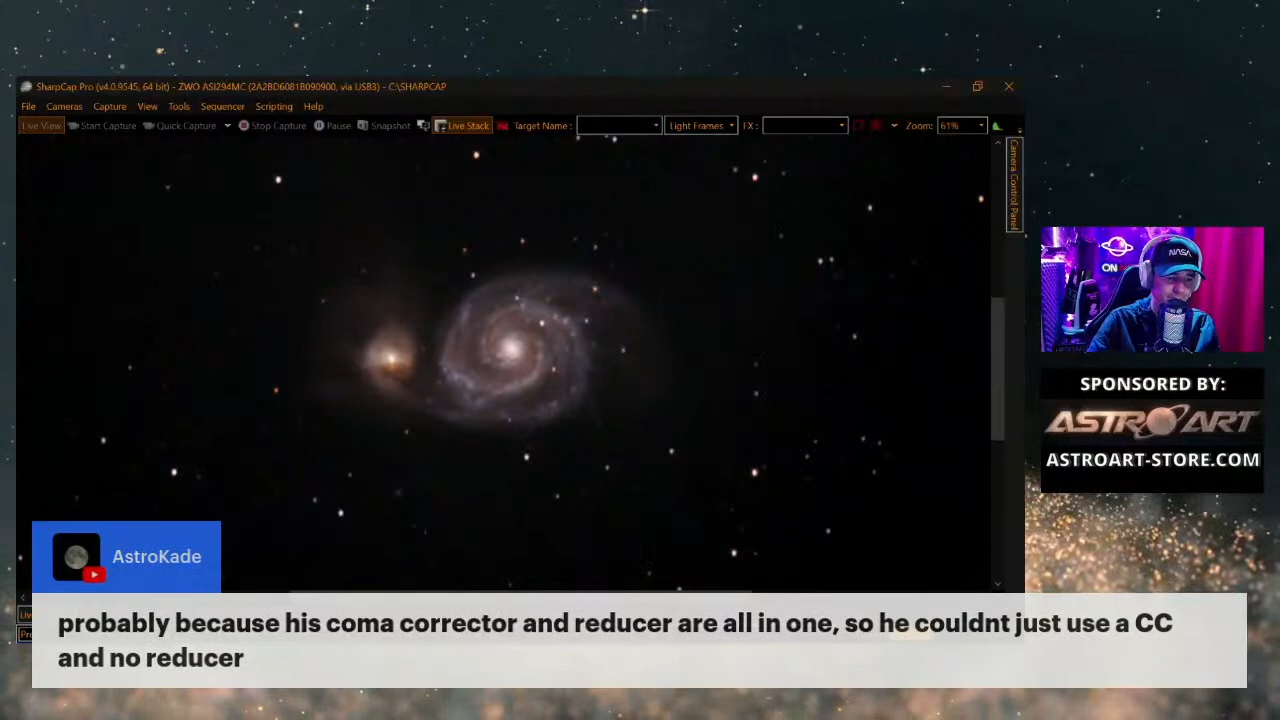 SharpCap Pro (v4.0.9545, 64 bit) - ZWO ASI294MC (2A2BD6081B090900, via USB3) - C:\SHARPCAP
File Cameras Capture View Tools Sequencer Scripting Help
Live View Start Capture Quick Capture Stop Capture Pause Snapshot Live Stack Target Name : Light Frames FX : Zoom: 61%
Camera Control Panel
NASA
ON
SPONSORED BY:
ASTROART
ASTROART-STORE.COM
AstroKade
probably because his coma corrector and reducer are all in one, so he couldnt just use a CC
and no reducer